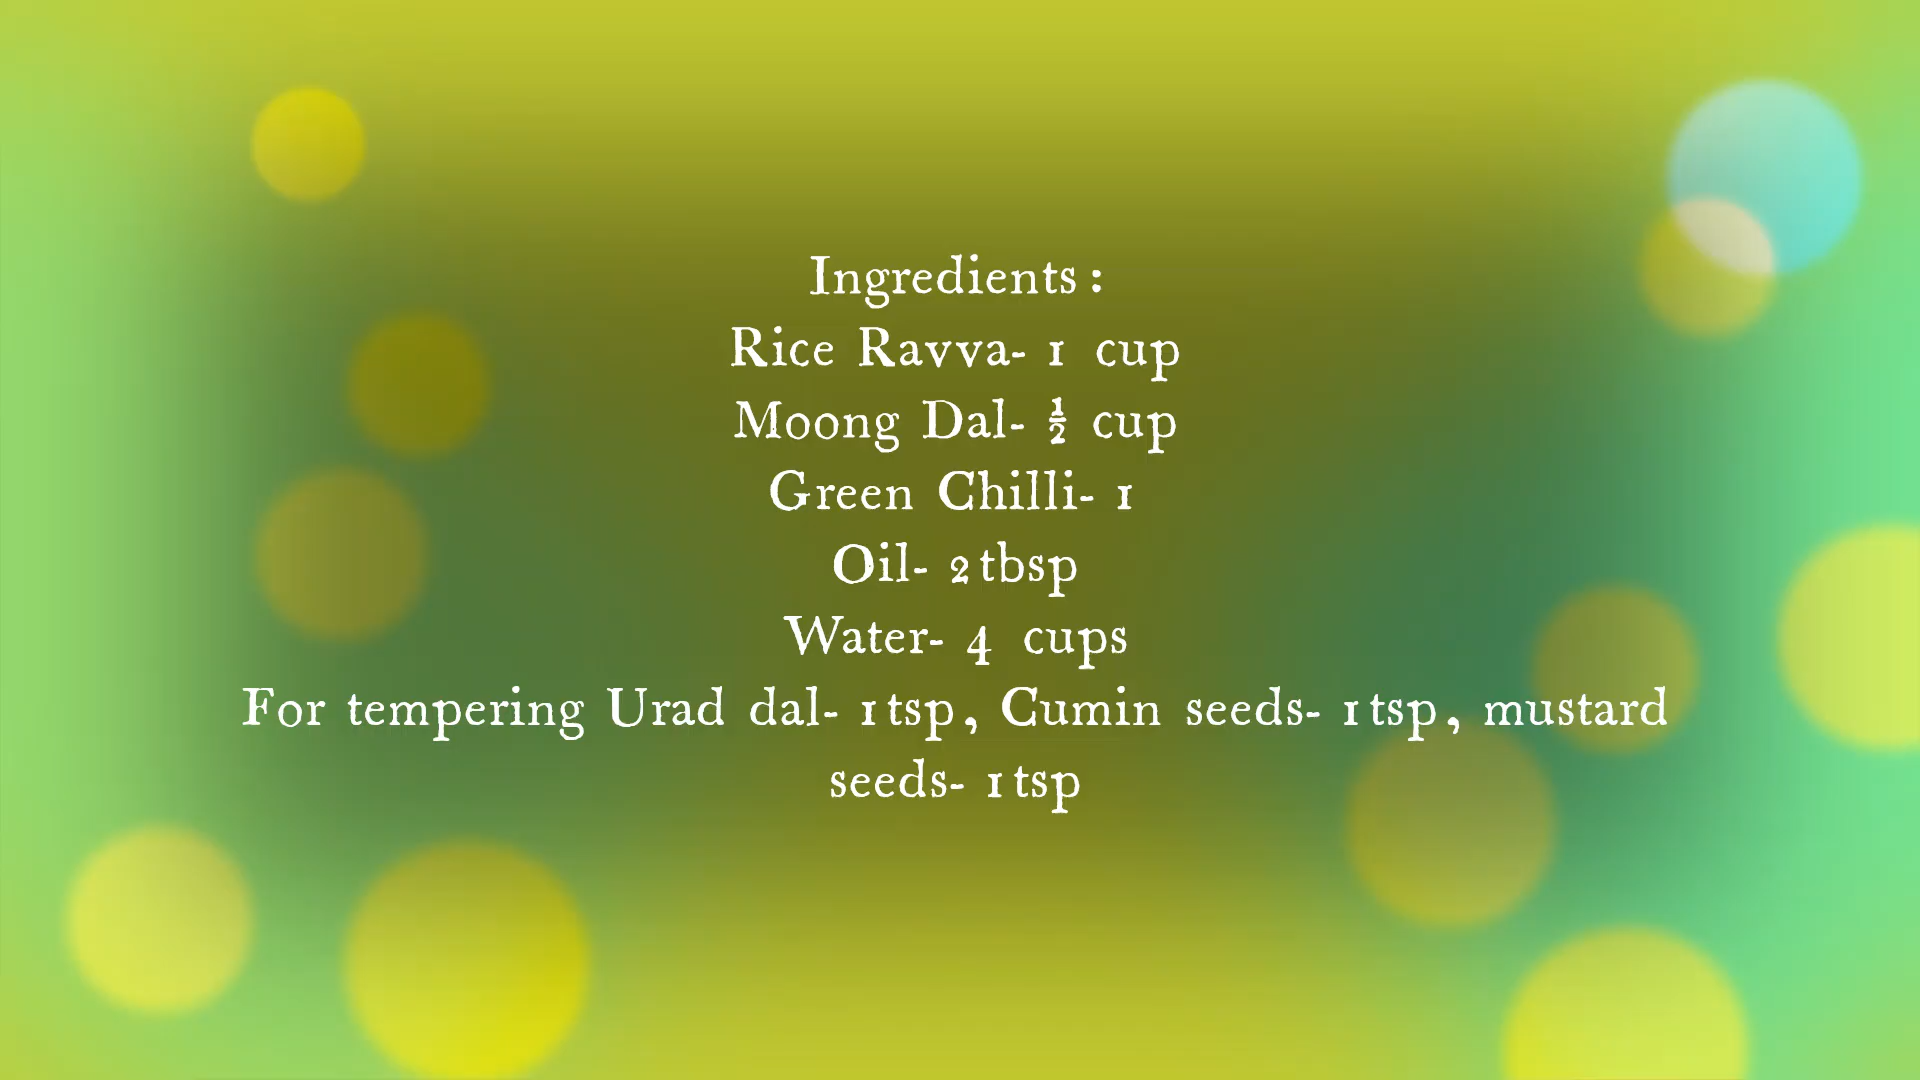 Ingredients:
Rice Ravva- 1 cup
Moong Dal- ½ cup
Green Chilli- 1
Oil- 2tbsp
Water- 4 cups
For tempering Urad dal- 1tsp, Cumin seeds- 1tsp, mustard
seeds- 1tsp